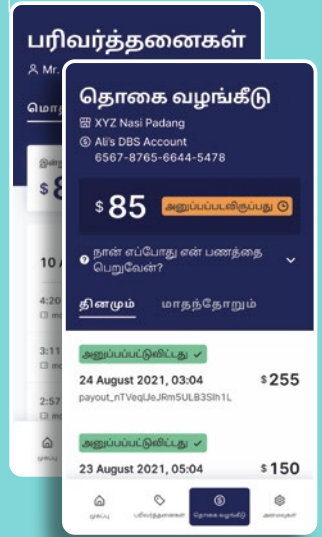 பரிவர்த்தனைகள்
Mr.
$
10
4:20
3:11
2:57
முகப்பு
தொகை வழங்கீடு
XYZ Nasi Padang
Ali's DBS Account
6567-8765-6644-5478
$ 85 அனுப்பப்படவிருப்பது
நான் எப்போது என் பணத்தை
பெறுவேன்?
தினமும் மாதந்தோறும்
அனுப்பப்பட்டுவிட்டது
24 August 2021, 03:04 $ 255
payout_nTVeqlJeJRm5ULB3Slh1L
அனுப்பப்பட்டுவிட்டது
23 August 2021, 05:04 $ 150
முகப்பு பரிவர்த்தனைகள் தொகை வழங்கீடு அமைவுகள்